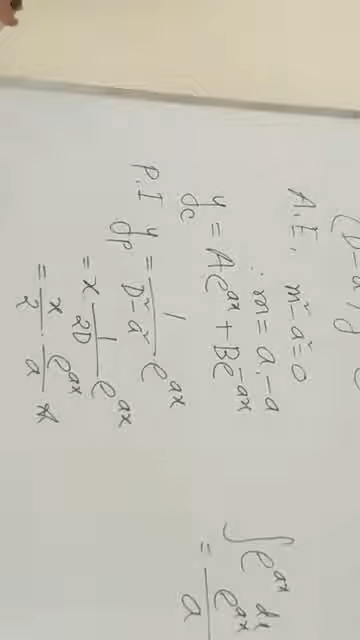 A.E. m² - a² = 0
∴ m = a, -a
y_c = Ae^{ax} + Be^{-ax}
P.I y_p = 1/(D² - a²) e^{ax}
= x 1/(2D) e^{ax}
= x/2 · e^{ax}/a
∫e^{ax} dx
= e^{ax}/a